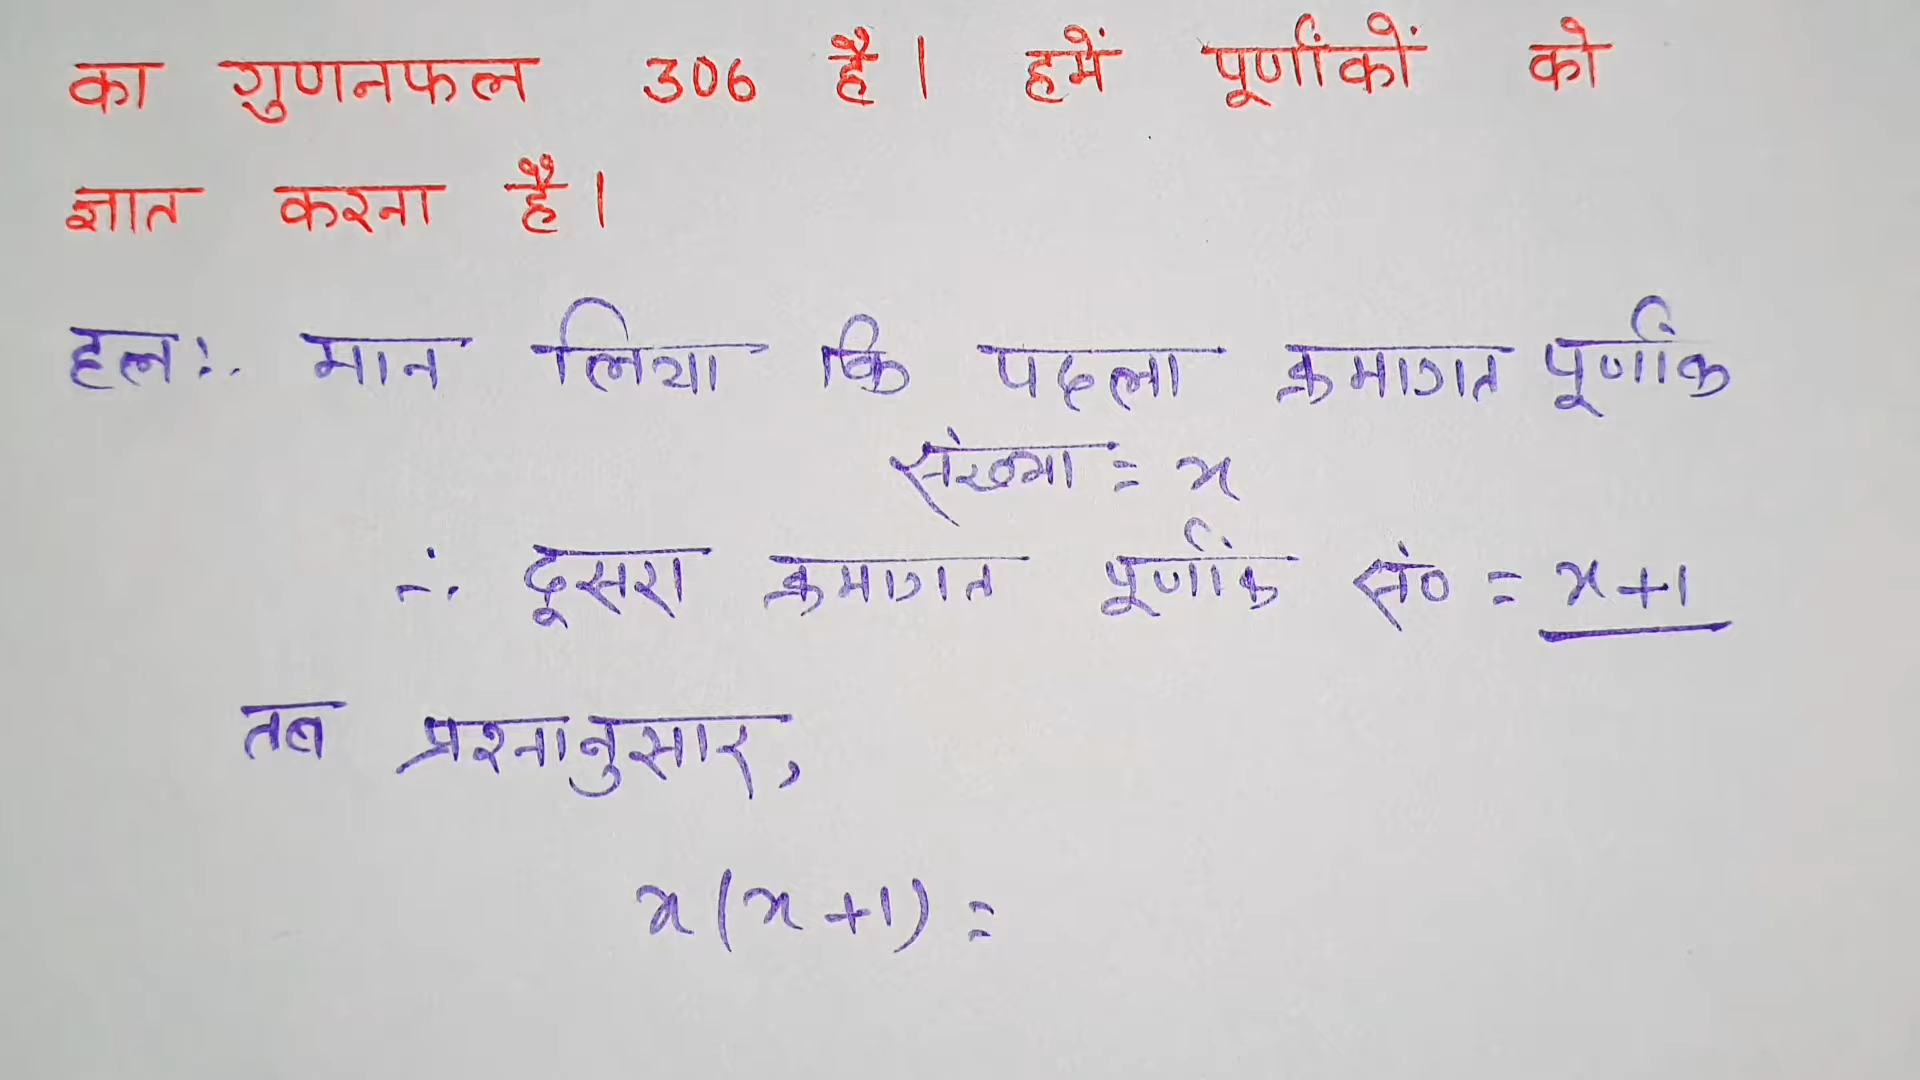 का गुणनफल 306 है। हमें पूर्णांकों को
ज्ञात करना है।
हल:. मान लिया कि पहला क्रमागत पूर्णांक
संख्या = x
∴ दूसरा क्रमागत पूर्णांक सं० = x+1
तब प्रश्नानुसार,
x(x+1) =